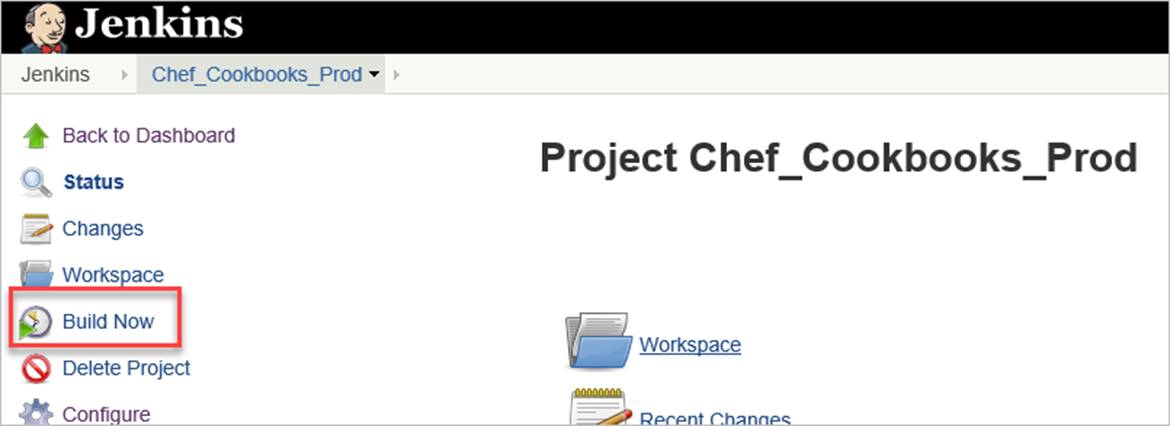 Jenkins
Jenkins
Chef_Cookbooks_Prod
Back to Dashboard
Status
Changes
Workspace
Build Now
Delete Project
Configure
Project Chef_Cookbooks_Prod
Workspace
Recent Changes